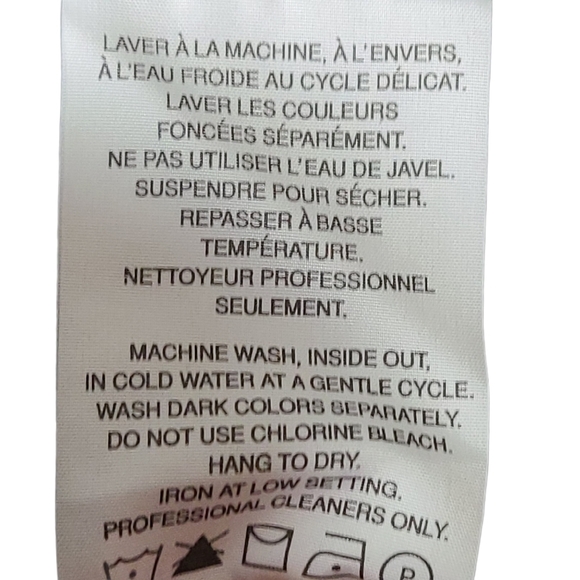 LAVER À LA MACHINE, À L'ENVERS,
À L'EAU FROIDE AU CYCLE DÉLICAT.
LAVER LES COULEURS
FONCÉES SÉPARÉMENT.
NE PAS UTILISER L'EAU DE JAVEL.
SUSPENDRE POUR SÉCHER.
REPASSER À BASSE
TEMPÉRATURE.
NETTOYEUR PROFESSIONNEL
SEULEMENT.
MACHINE WASH, INSIDE OUT,
IN COLD WATER AT A GENTLE CYCLE.
WASH DARK COLORS SEPARATELY.
DO NOT USE CHLORINE BLEACH.
HANG TO DRY.
IRON AT LOW SETTING.
PROFESSIONAL CLEANERS ONLY.
P